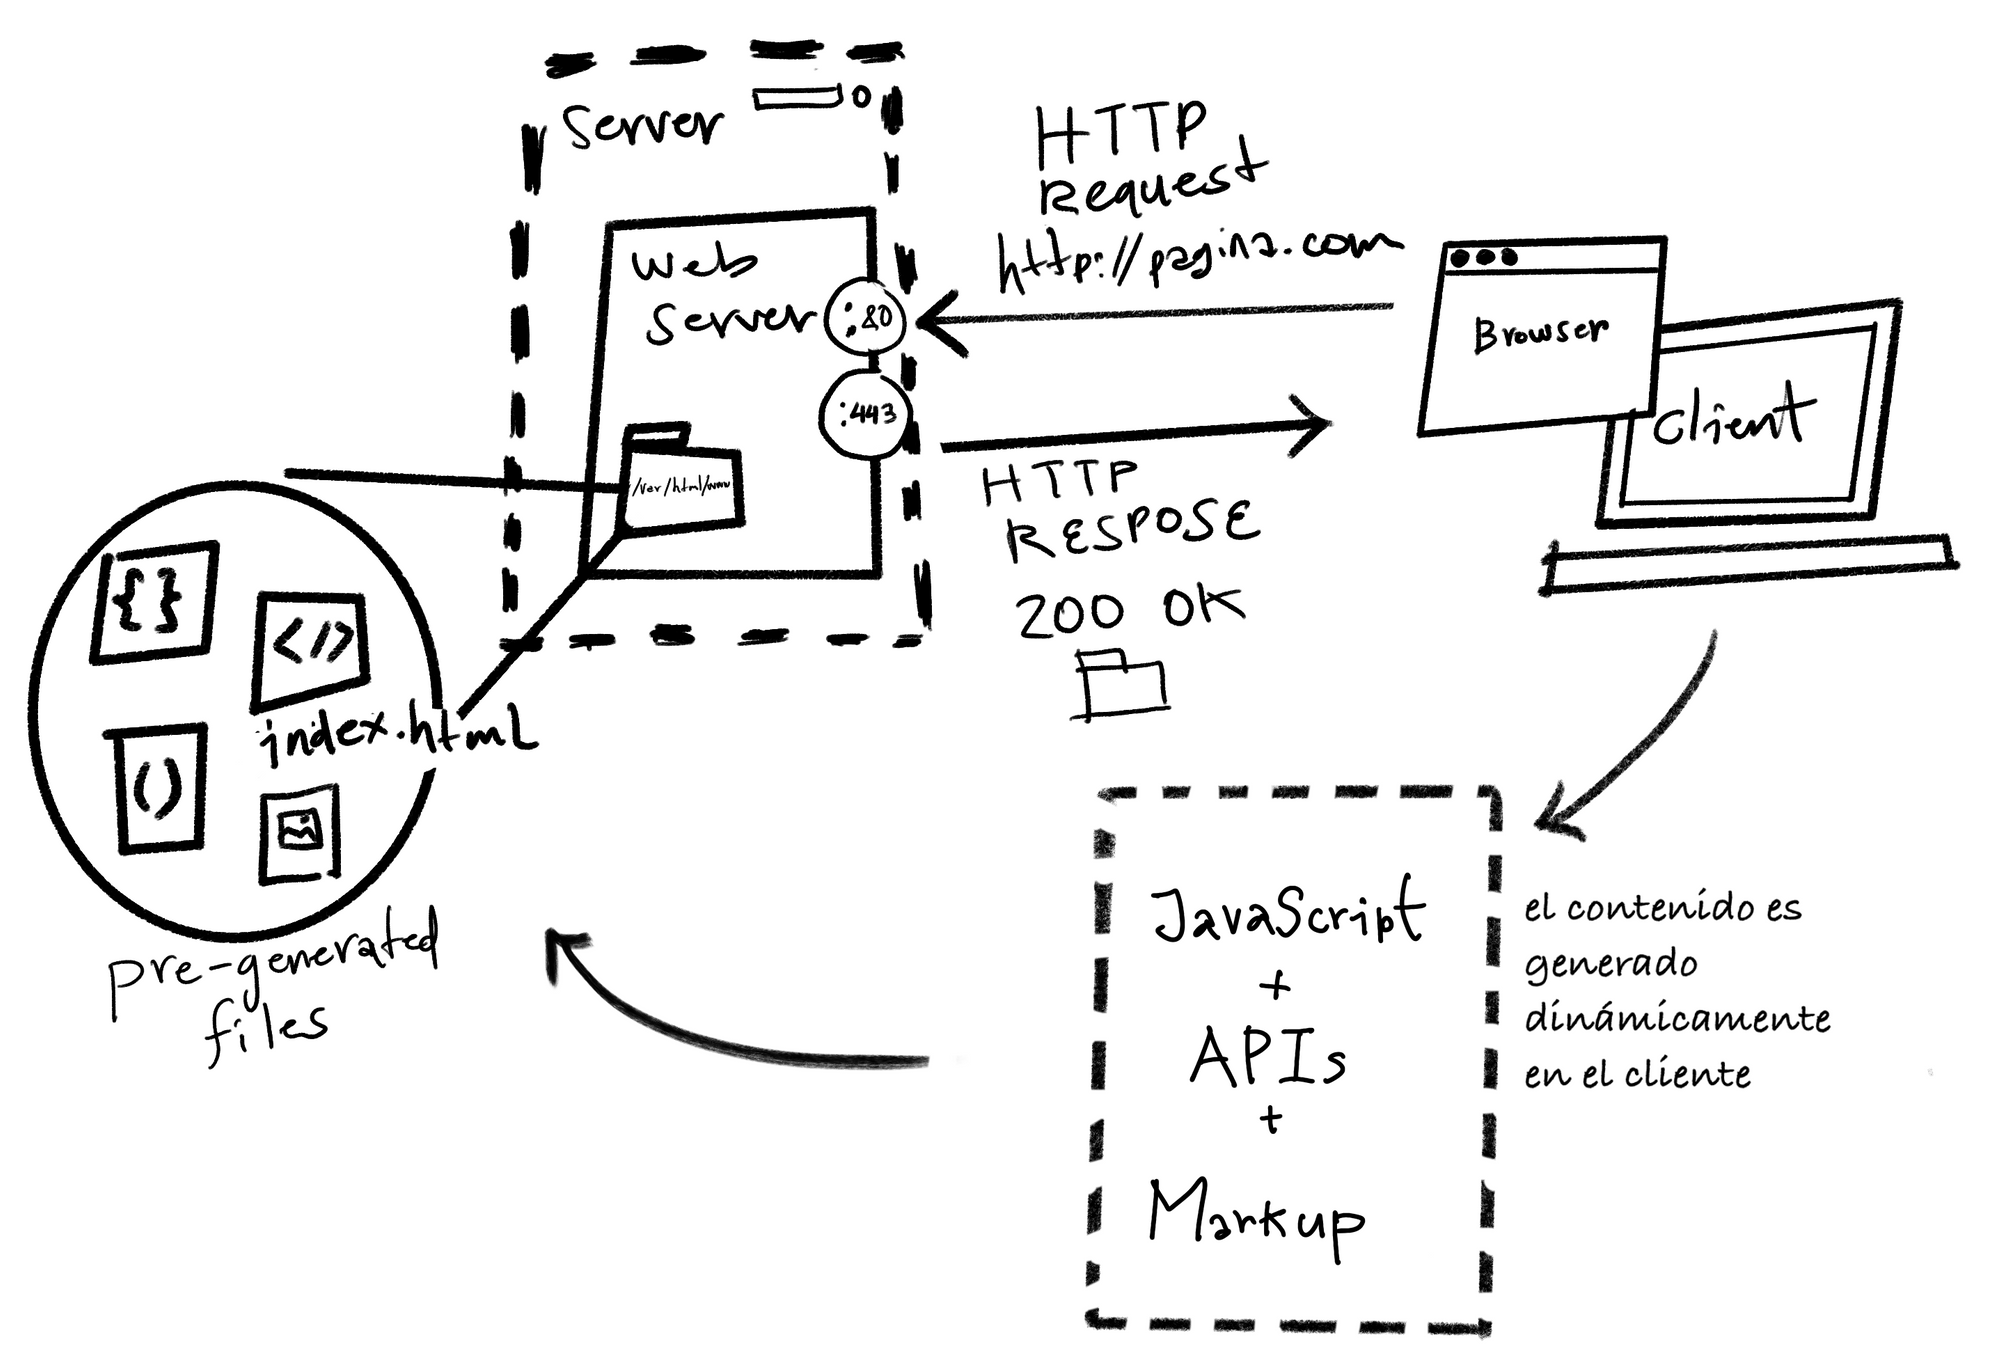 Server
Web
Server
:80
:443
/var/html/www
HTTP
Request
http://pagina.com
HTTP
RESPOSE
200 OK
Browser
Client
{ }
</>
index.html
( )
pre-generated
files
JavaScript
+
APIs
+
Markup
el contenido es
generado
dinámicamente
en el cliente